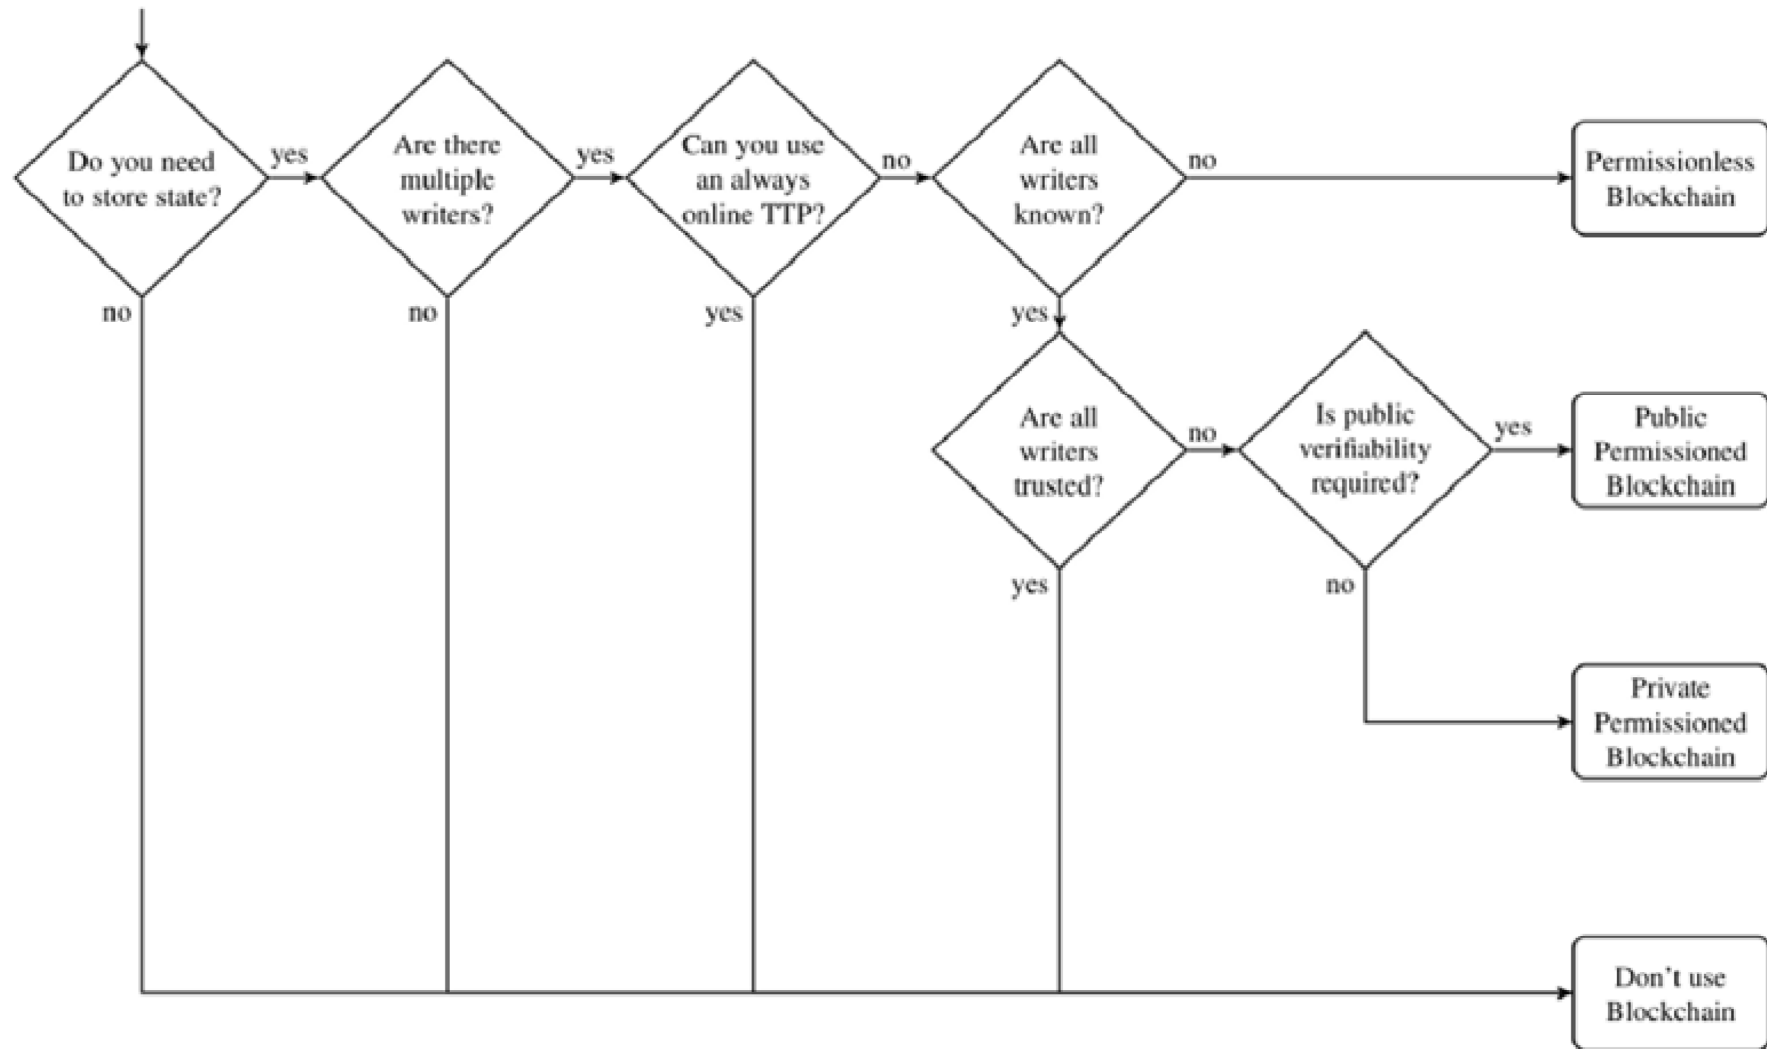 Do you need
to store state?
yes
no
Are there
multiple
writers?
yes
no
Can you use
an always
online TTP?
no
yes
Are all
writers
known?
no
yes
Permissionless
Blockchain
Are all
writers
trusted?
no
yes
Is public
verifiability
required?
yes
no
Public
Permissioned
Blockchain
Private
Permissioned
Blockchain
Don't use
Blockchain